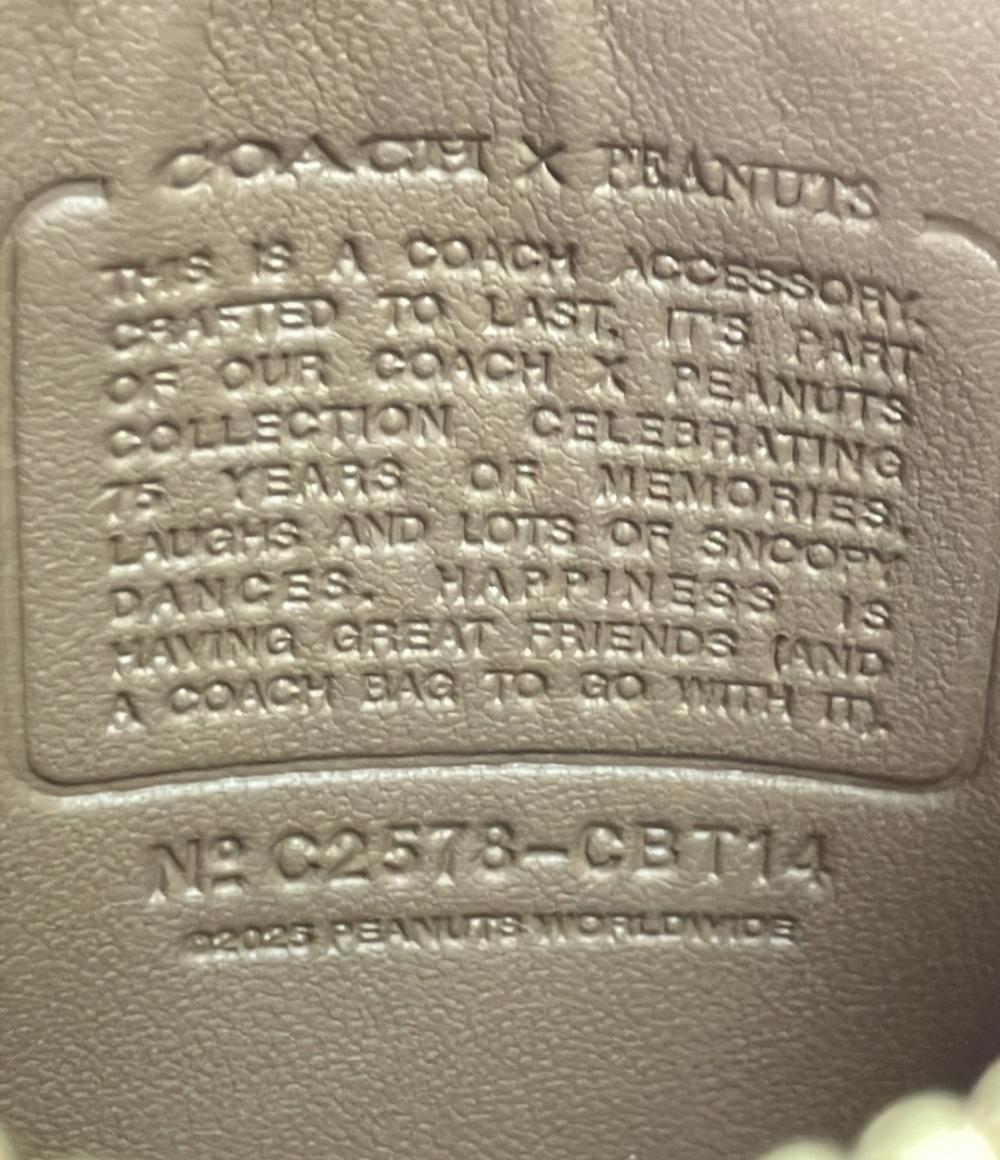 COACH X PEANUTS
THIS IS A COACH ACCESSORY.
CRAFTED TO LAST, IT'S PART
OF OUR COACH X PEANUTS
COLLECTION CELEBRATING
75 YEARS OF MEMORIES,
LAUGHS AND LOTS OF SNOOPY
DANCES. HAPPINESS IS
HAVING GREAT FRIENDS (AND
A COACH BAG TO GO WITH IT).
Nº C2578-CBT14
©2025 PEANUTS WORLDWIDE